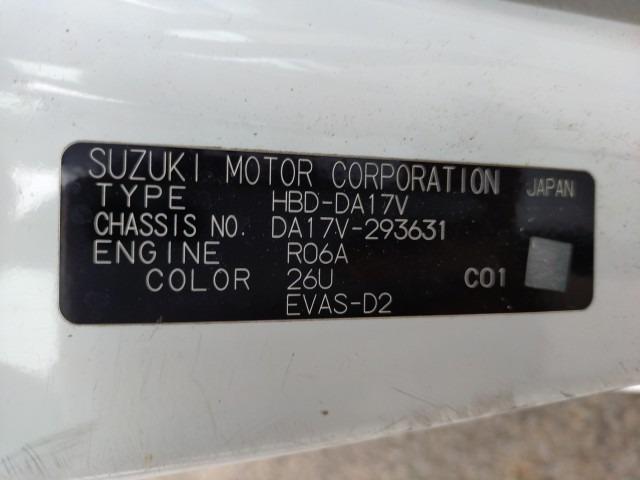 SUZUKI MOTOR CORPORATION JAPAN
TYPE HBD-DA17V
CHASSIS NO. DA17V-293631
ENGINE R06A
COLOR 26U C01
EVAS-D2